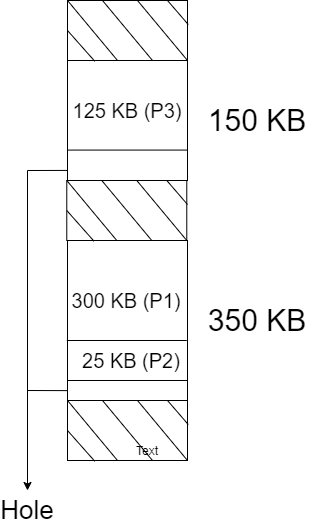 125 KB (P3)
150 KB
300 KB (P1)
350 KB
25 KB (P2)
Text
Hole